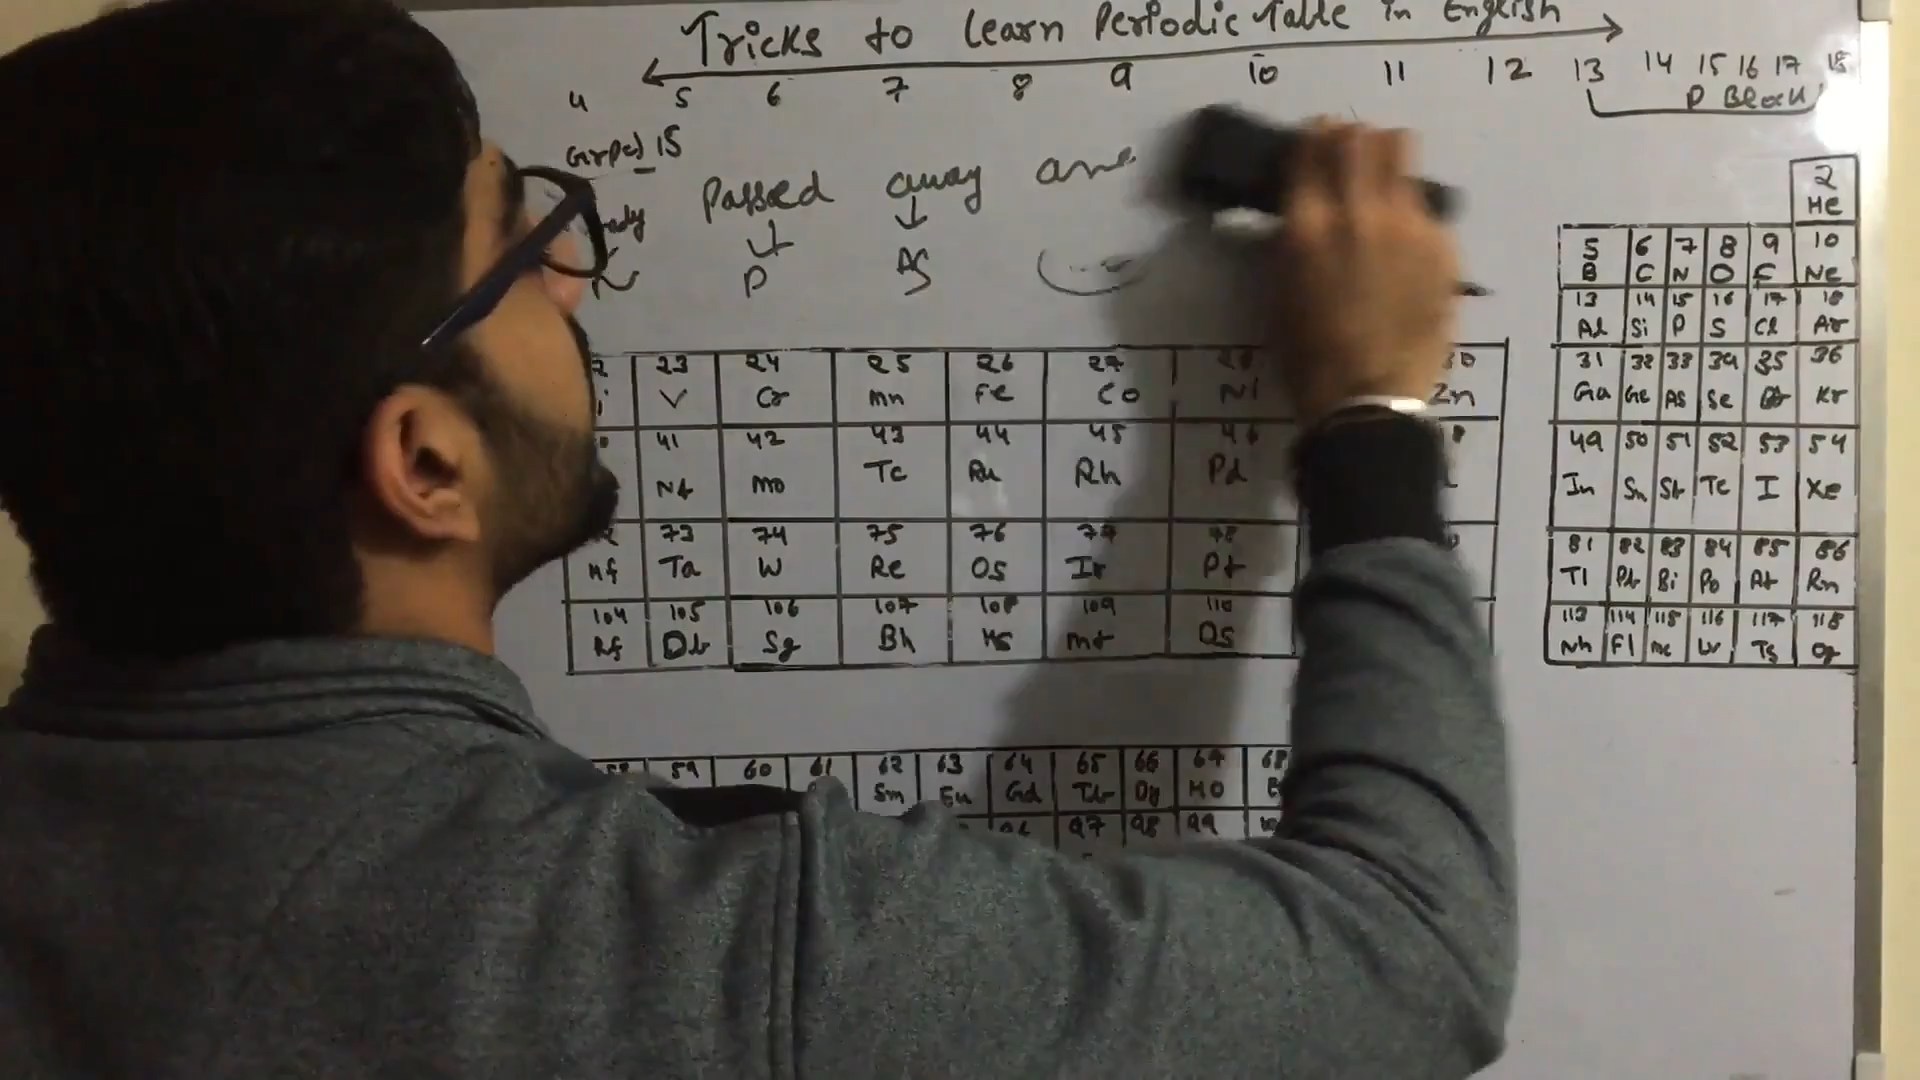 Tricks to Learn Periodic Table in English
4 5 6 7 8 9 10 11 12 13 14 15 16 17 18
P Block
15
Passed away
P As
2
He
5 6 7 8 9 10
B C N O F Ne
13 14 15 16 17 18
Al Si P S Cl Ar
23 24 25 26 27 31 32 33 34 35 36
V Cr Mn Fe Co Ni Zn Ga Ge As Se Br Kr
41 42 43 44 45 46 49 50 51 52 53 54
Nb Mo Tc Ru Rh Pd In Sn Sb Te I Xe
73 74 75 76 77 78 81 82 83 84 85 86
Hf Ta W Re Os Ir Pt Tl Pb Bi Po At Rn
104 105 106 107 108 109 110 113 114 115 116 117 118
Rf Db Sg Bh Hs Mt Ds Nh Fl Mc Lv Ts Og
59 60 61 62 63 64 65 66 67 68
Sm Eu Gd Tb Dy Ho
97 98 99